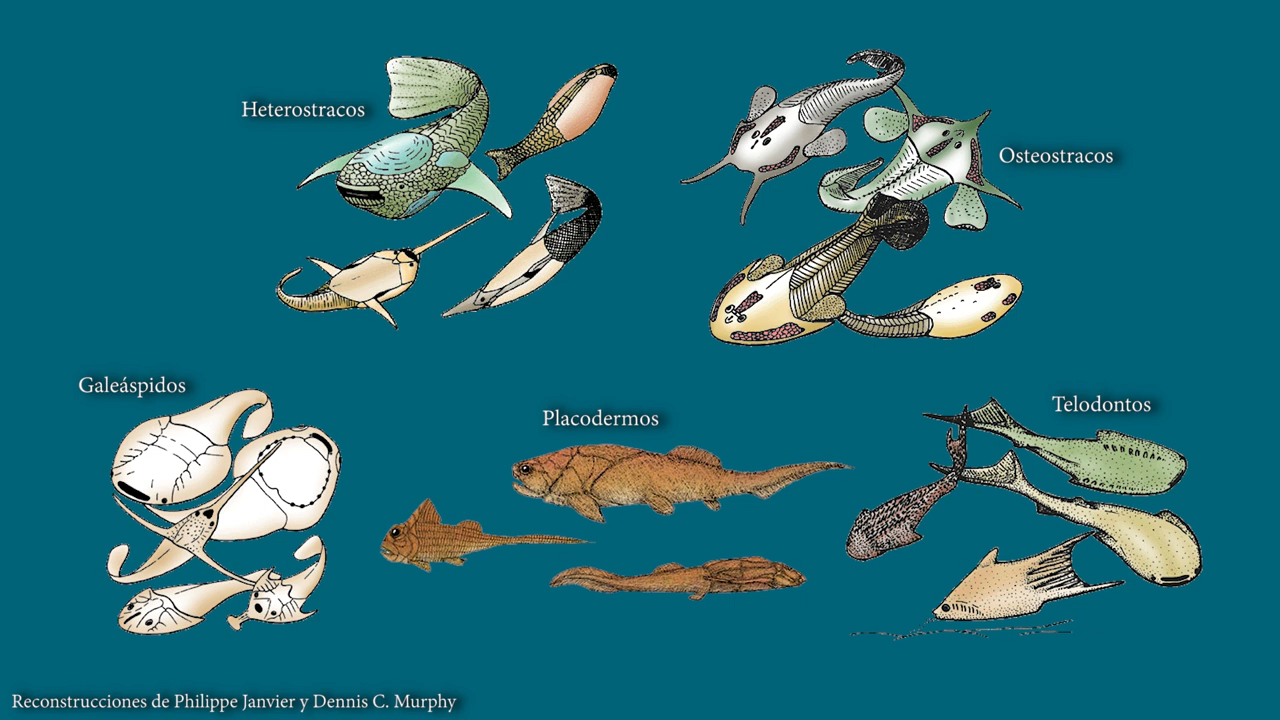 Heterostracos
Osteostracos
Galeáspidos
Placodermos
Telodontos
Reconstrucciones de Philippe Janvier y Dennis C. Murphy